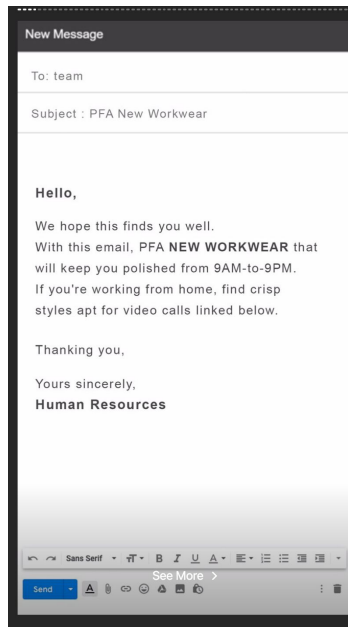 New Message
To: team
Subject : PFA New Workwear
Hello,
We hope this finds you well.
With this email, PFA NEW WORKWEAR that
will keep you polished from 9AM-to-9PM.
If you're working from home, find crisp
styles apt for video calls linked below.
Thanking you,
Yours sincerely,
Human Resources
Sans Serif
See More >
Send